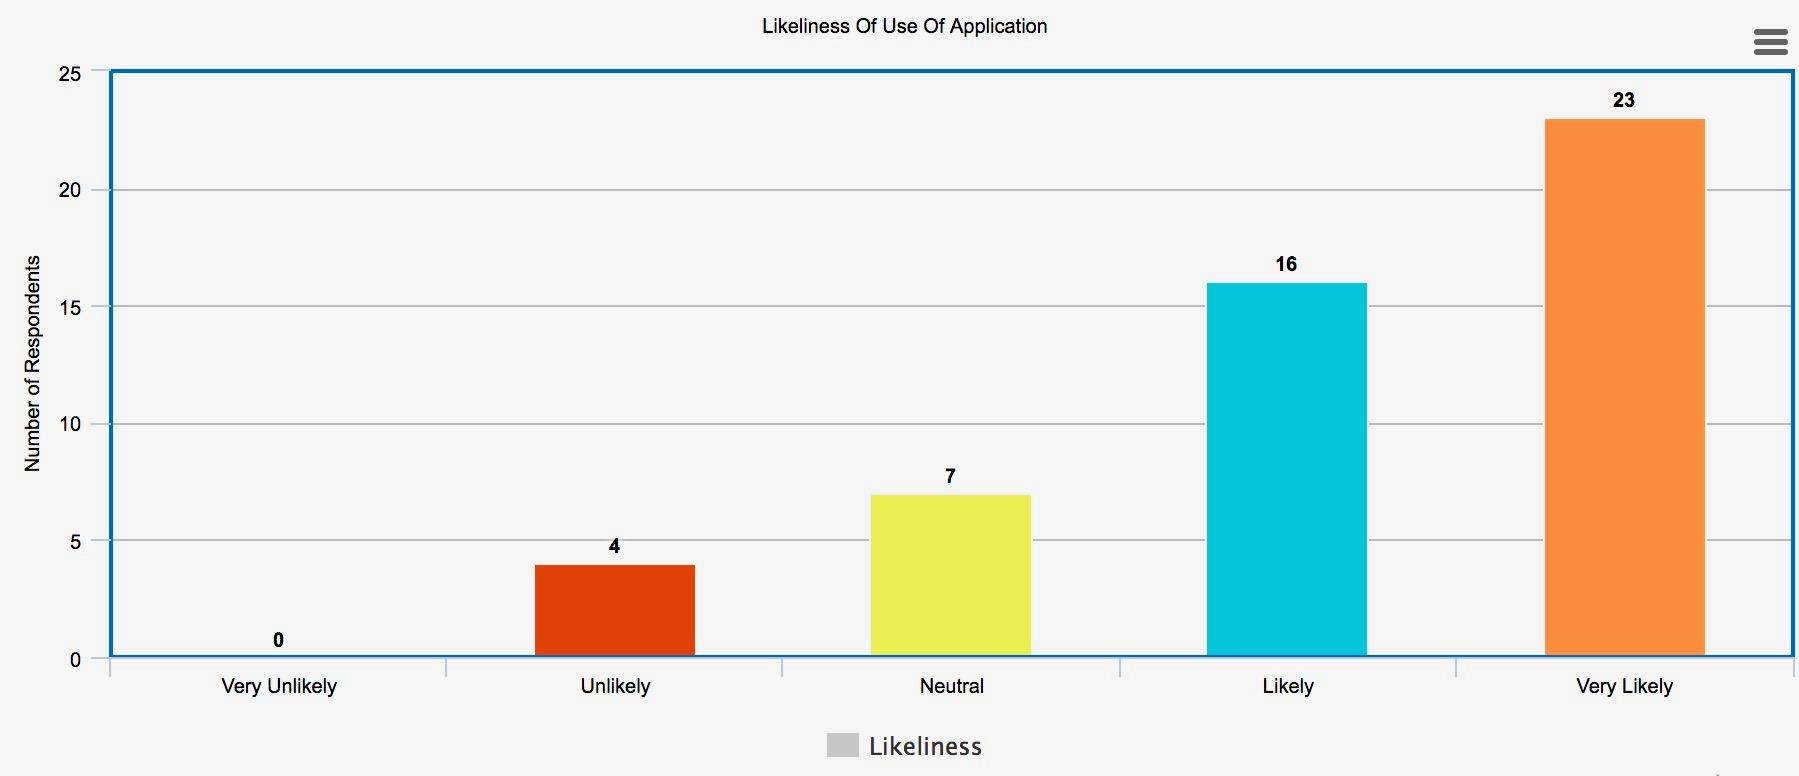 Likeliness Of Use Of Application
25
23
20
16
15
Number of Respondents
10
7
5
4
0
0
Very Unlikely
Unlikely
Neutral
Likely
Very Likely
Likeliness